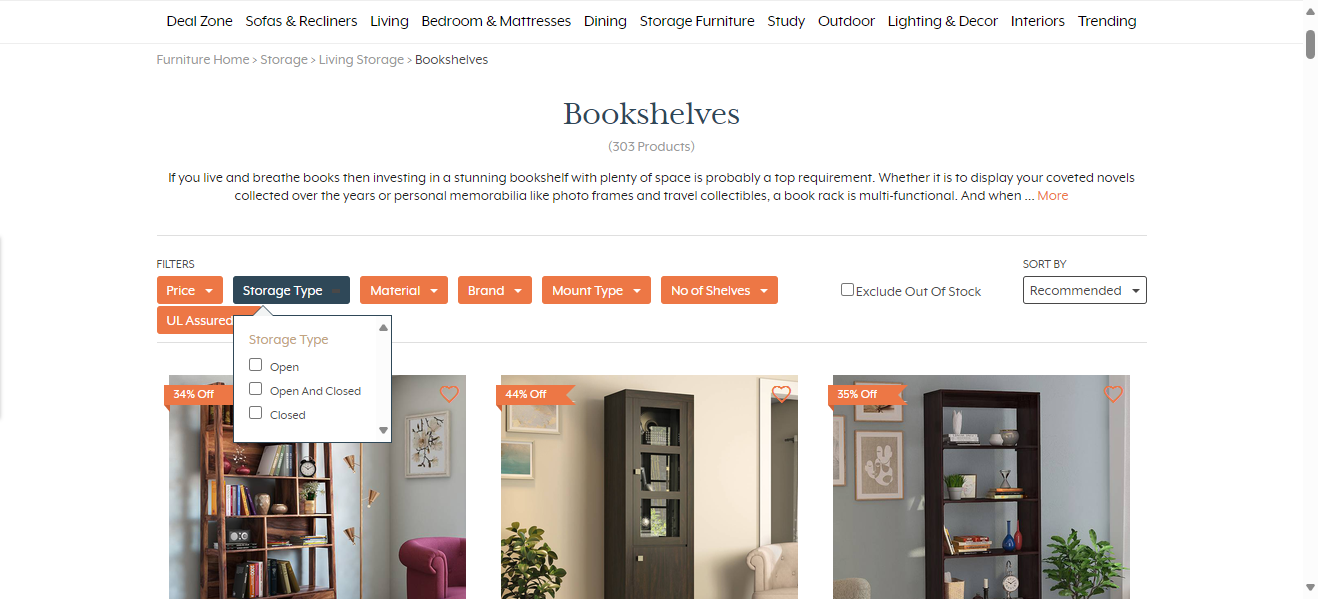 Deal Zone Sofas & Recliners Living Bedroom & Mattresses Dining Storage Furniture Study Outdoor Lighting & Decor Interiors Trending
Furniture Home > Storage > Living Storage > Bookshelves
Bookshelves
(303 Products)
If you live and breathe books then investing in a stunning bookshelf with plenty of space is probably a top requirement. Whether it is to display your coveted novels
collected over the years or personal memorabilia like photo frames and travel collectibles, a book rack is multi-functional. And when ... More
FILTERS
SORT BY
Price Storage Type Material Brand Mount Type No of Shelves
Exclude Out Of Stock
Recommended
UL Assured
Storage Type
Open
Open And Closed
Closed
34% Off
44% Off
35% Off